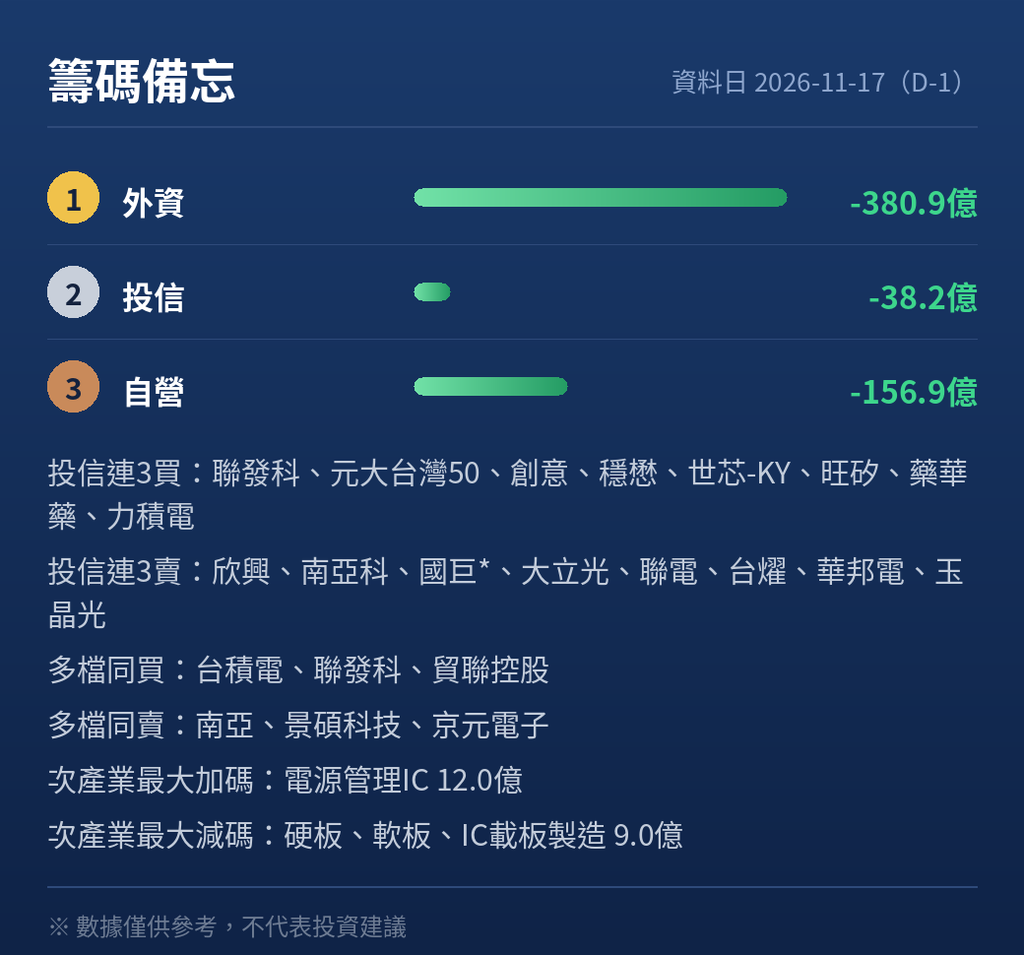 籌碼備忘
資料日 2026-11-17（D-1）
1 外資 -380.9億
2 投信 -38.2億
3 自營 -156.9億
投信連3買：聯發科、元大台灣50、創意、穩懋、世芯-KY、旺矽、藥華
藥、力積電
投信連3賣：欣興、南亞科、國巨*、大立光、聯電、台燿、華邦電、玉
晶光
多檔同買：台積電、聯發科、貿聯控股
多檔同賣：南亞、景碩科技、京元電子
次產業最大加碼：電源管理IC 12.0億
次產業最大減碼：硬板、軟板、IC載板製造 9.0億
※ 數據僅供參考，不代表投資建議